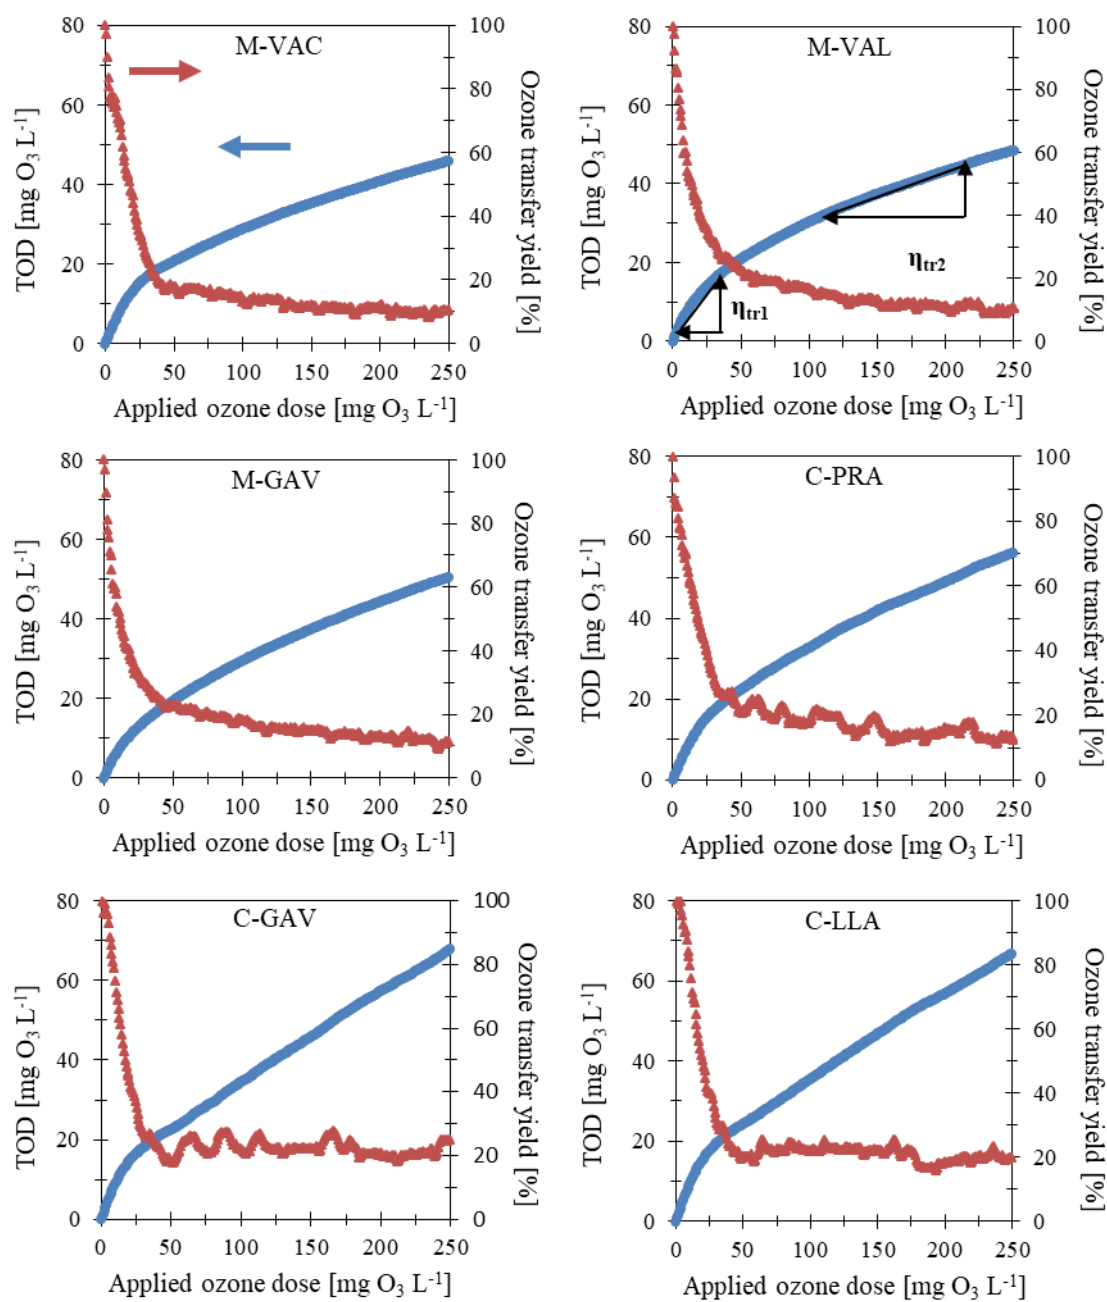 M-VAC
TOD [mg O₃ L⁻¹]
80
60
40
20
0
100
80
60
40
20
0
Ozone transfer yield [%]
0 50 100 150 200 250
Applied ozone dose [mg O₃ L⁻¹]
M-VAL
TOD [mg O₃ L⁻¹]
80
60
40
20
0
ηtr1
ηtr2
100
80
60
40
20
0
Ozone transfer yield [%]
0 50 100 150 200 250
Applied ozone dose [mg O₃ L⁻¹]
M-GAV
TOD [mg O₃ L⁻¹]
80
60
40
20
0
100
80
60
40
20
0
Ozone transfer yield [%]
0 50 100 150 200 250
Applied ozone dose [mg O₃ L⁻¹]
C-PRA
TOD [mg O₃ L⁻¹]
80
60
40
20
0
100
80
60
40
20
0
Ozone transfer yield [%]
0 50 100 150 200 250
Applied ozone dose [mg O₃ L⁻¹]
C-GAV
TOD [mg O₃ L⁻¹]
80
60
40
20
0
100
80
60
40
20
0
Ozone transfer yield [%]
0 50 100 150 200 250
Applied ozone dose [mg O₃ L⁻¹]
C-LLA
TOD [mg O₃ L⁻¹]
80
60
40
20
0
100
80
60
40
20
0
Ozone transfer yield [%]
0 50 100 150 200 250
Applied ozone dose [mg O₃ L⁻¹]